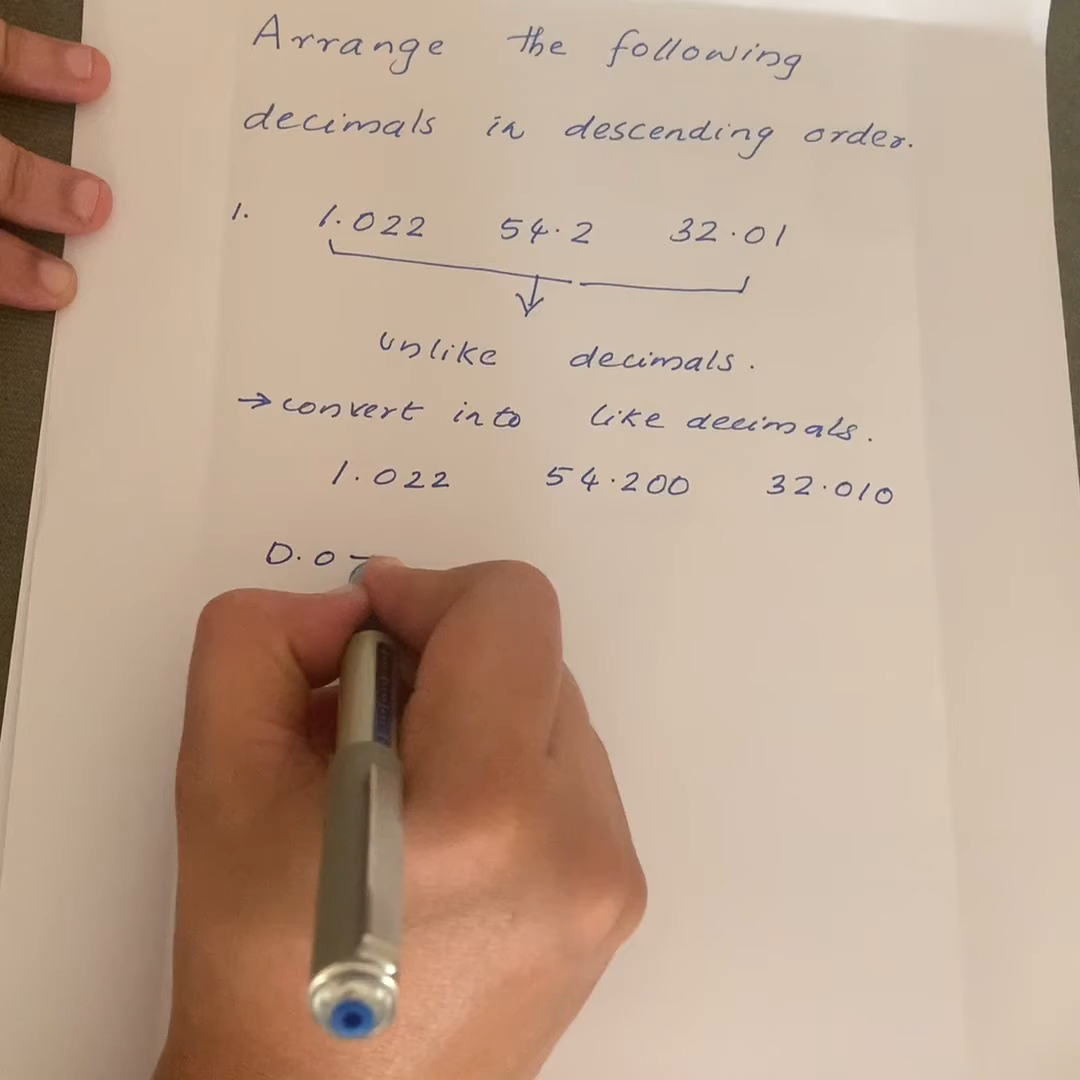 Arrange the following
decimals in descending order.
1. 1.022 54.2 32.01
unlike decimals.
→ convert into like decimals.
1.022 54.200 32.010
D.O